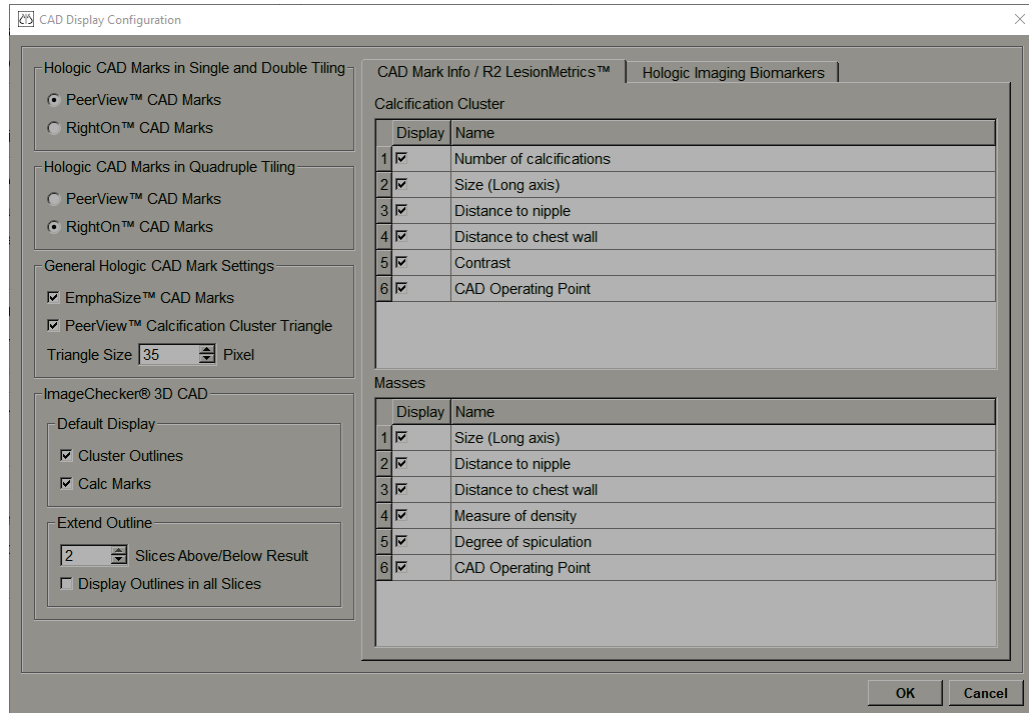 CAD Display Configuration
Hologic CAD Marks in Single and Double Tiling
PeerView™ CAD Marks
RightOn™ CAD Marks
Hologic CAD Marks in Quadruple Tiling
PeerView™ CAD Marks
RightOn™ CAD Marks
General Hologic CAD Mark Settings
EmphaSize™ CAD Marks
PeerView™ Calcification Cluster Triangle
Triangle Size 35 Pixel
ImageChecker® 3D CAD
Default Display
Cluster Outlines
Calc Marks
Extend Outline
2 Slices Above/Below Result
Display Outlines in all Slices
CAD Mark Info / R2 LesionMetrics™ Hologic Imaging Biomarkers
Calcification Cluster
Display Name
1 Number of calcifications
2 Size (Long axis)
3 Distance to nipple
4 Distance to chest wall
5 Contrast
6 CAD Operating Point
Masses
Display Name
1 Size (Long axis)
2 Distance to nipple
3 Distance to chest wall
4 Measure of density
5 Degree of spiculation
6 CAD Operating Point
OK Cancel